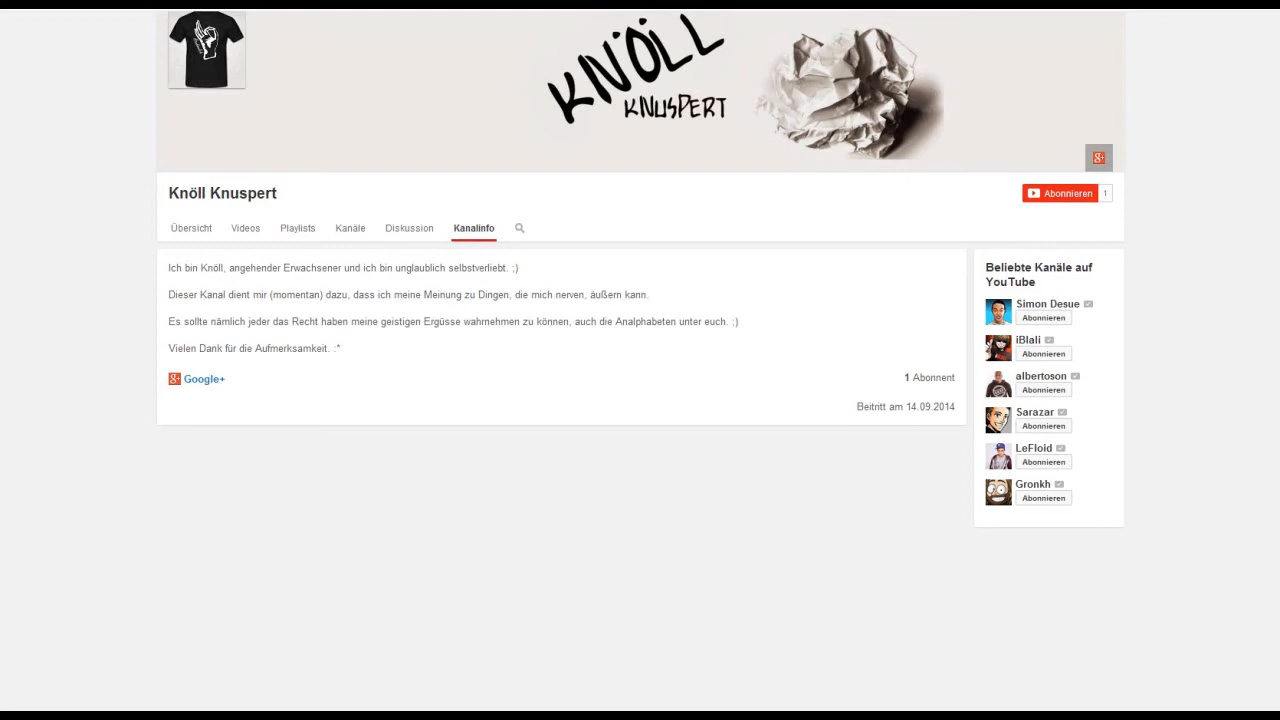 KNÖLL
KNUSPERT
Knöll Knuspert
Abonnieren 1
Übersicht Videos Playlists Kanäle Diskussion Kanalinfo
Ich bin Knöll, angehender Erwachsener und ich bin unglaublich selbstverliebt. ;)
Dieser Kanal dient mir (momentan) dazu, dass ich meine Meinung zu Dingen, die mich nerven, äußern kann.
Es sollte nämlich jeder das Recht haben meine geistigen Ergüsse wahrnehmen zu können, auch die Analphabeten unter euch. ;)
Vielen Dank für die Aufmerksamkeit. :*
Google+
1 Abonnent
Beitritt am 14.09.2014
Beliebte Kanäle auf
YouTube
Simon Desue
Abonnieren
iBlali
Abonnieren
albertoson
Abonnieren
Sarazar
Abonnieren
LeFloid
Abonnieren
Gronkh
Abonnieren